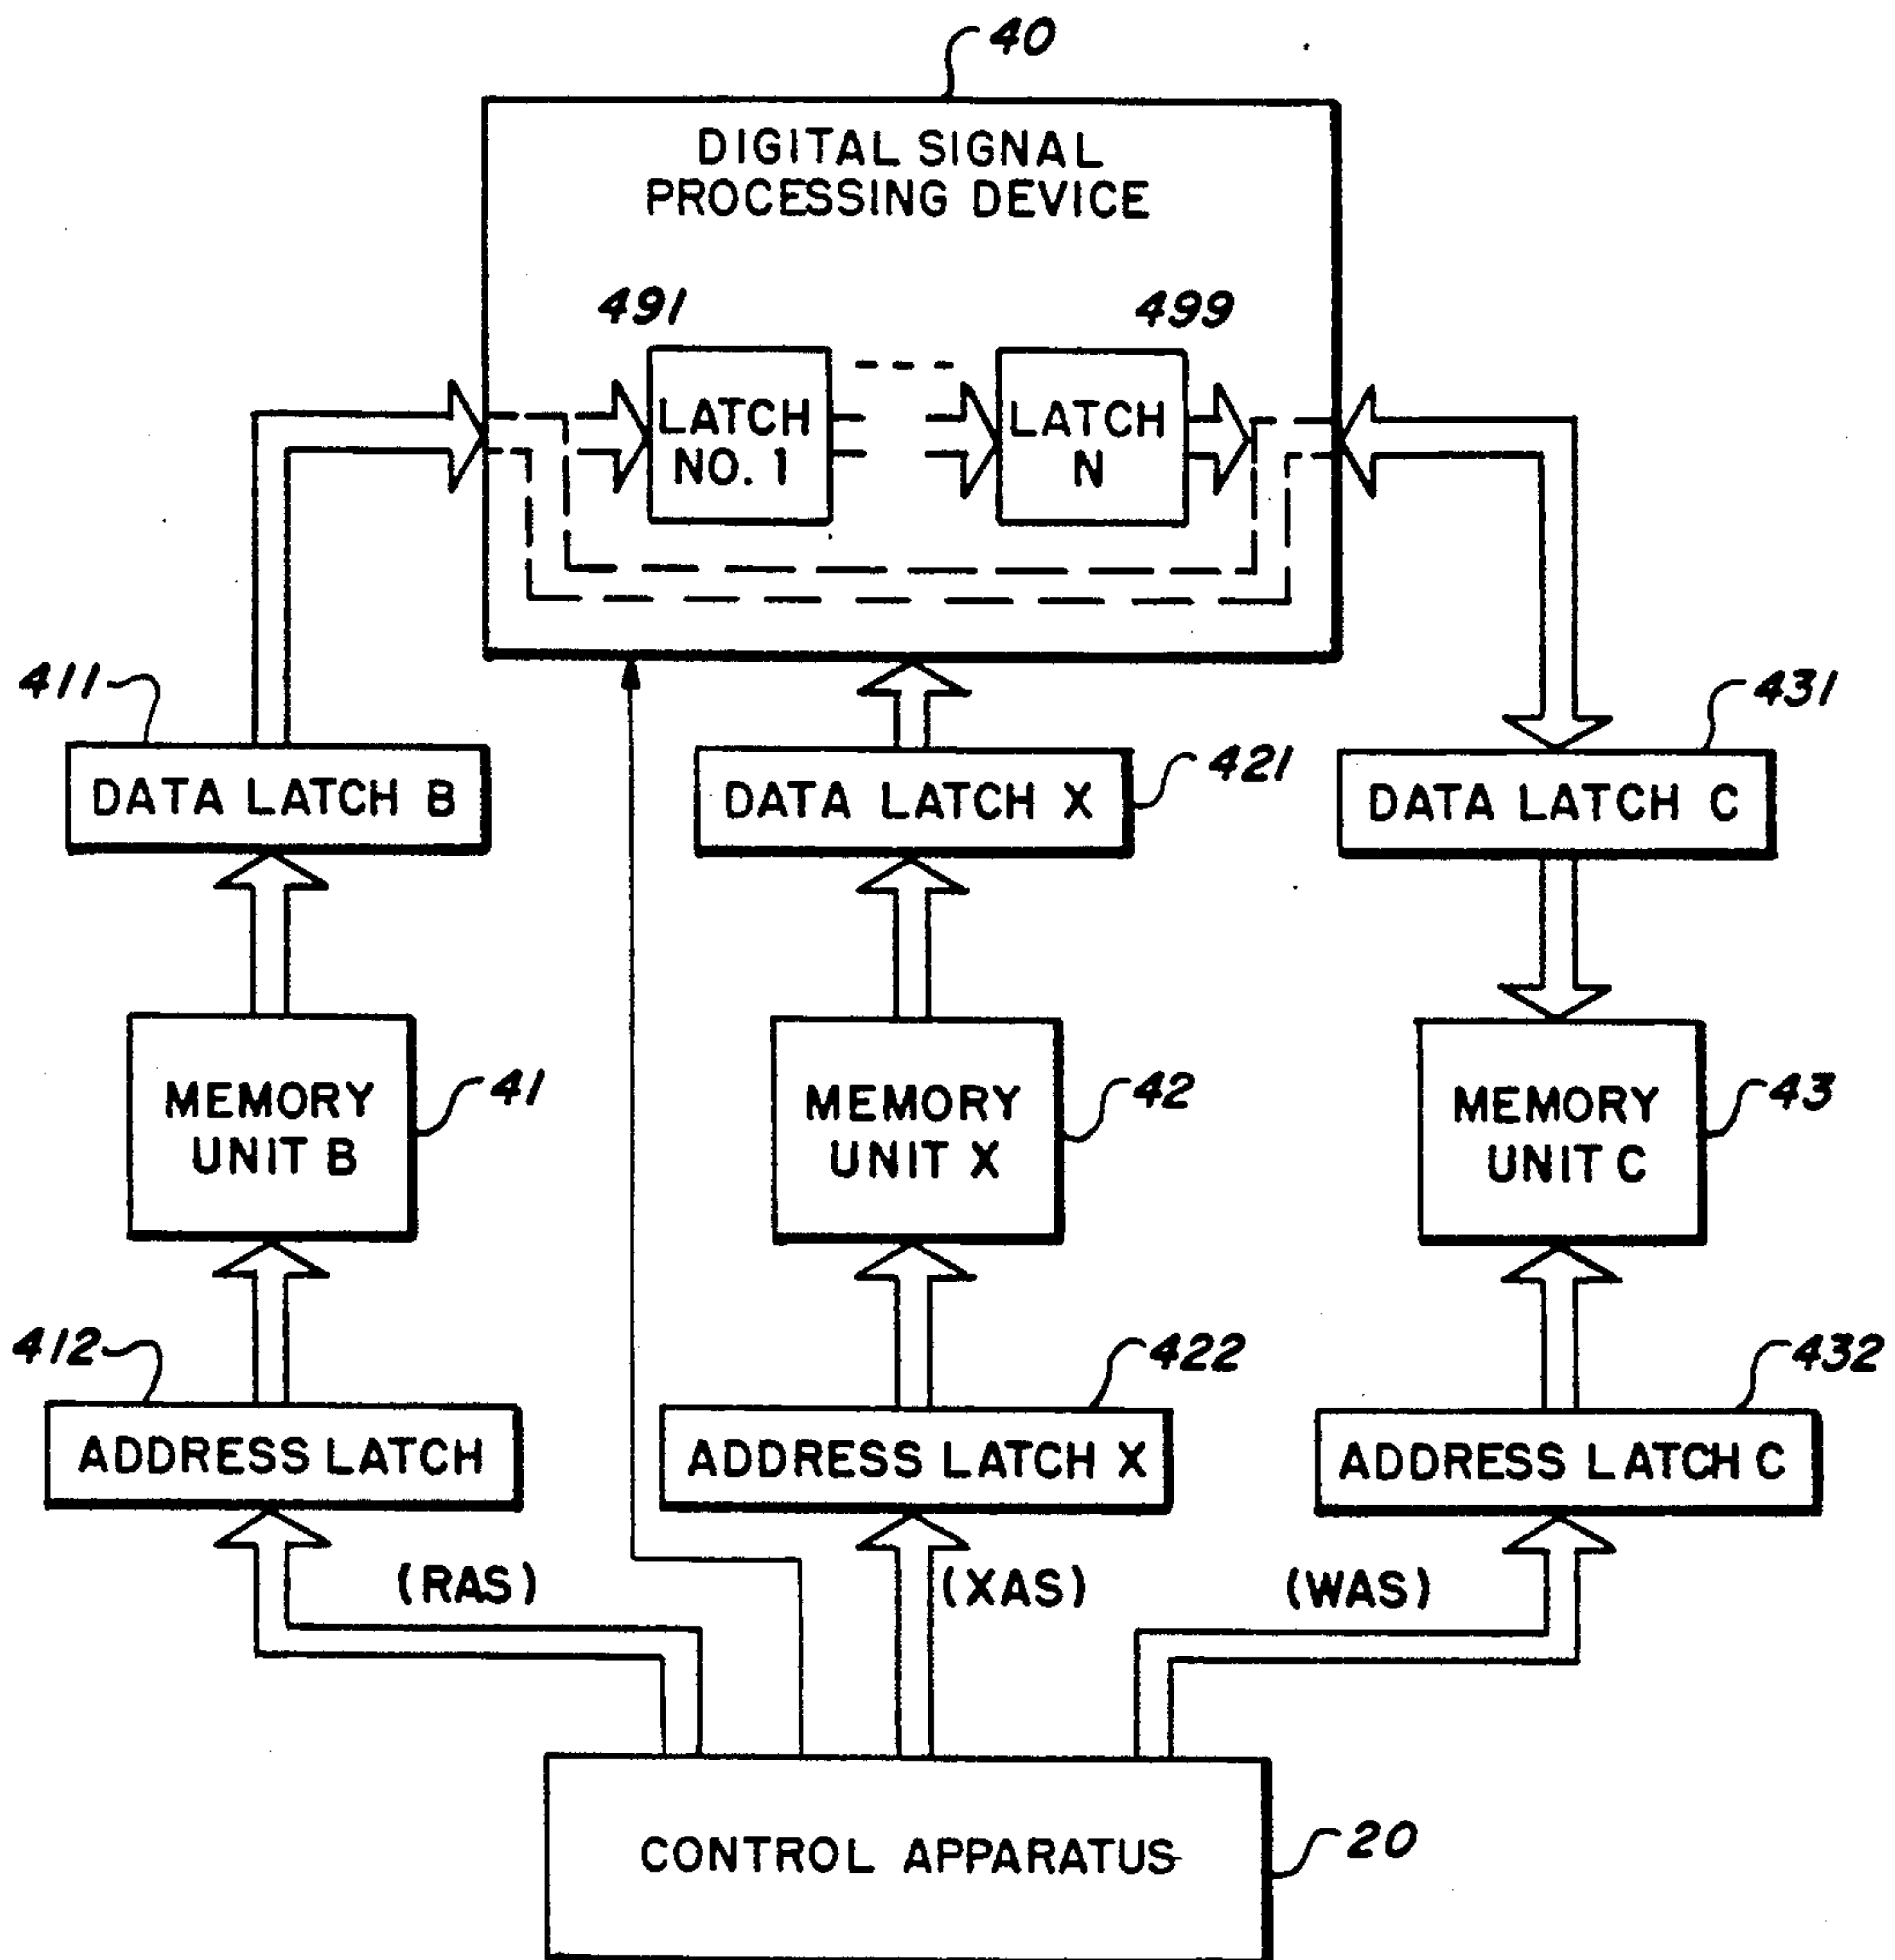 40
DIGITAL SIGNAL
PROCESSING DEVICE
491
499
LATCH
NO. 1
LATCH
N
411
421
431
DATA LATCH B
DATA LATCH X
DATA LATCH C
MEMORY
UNIT B
41
MEMORY
UNIT X
42
MEMORY
UNIT C
43
412
422
432
ADDRESS LATCH
ADDRESS LATCH X
ADDRESS LATCH C
(RAS)
(XAS)
(WAS)
CONTROL APPARATUS
20